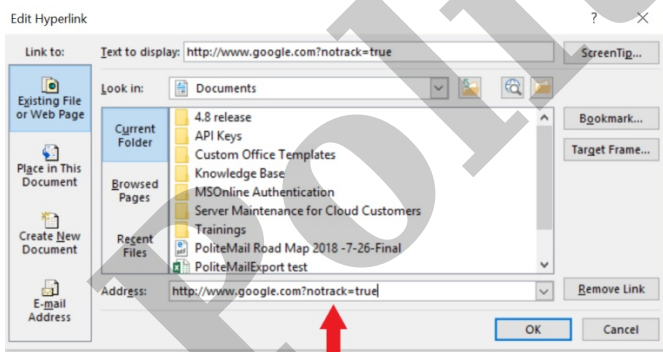 Edit Hyperlink
? ×
Link to:
Text to display: http://www.google.com?notrack=true
ScreenTip...
Existing File
or Web Page
Place in This
Document
Create New
Document
E-mail
Address
Look in:
Documents
Current
Folder
Browsed
Pages
Recent
Files
4.8 release
API Keys
Custom Office Templates
Knowledge Base
MSOnline Authentication
Server Maintenance for Cloud Customers
Trainings
PoliteMail Road Map 2018 -7-26-Final
PoliteMailExport test
Bookmark...
Target Frame...
Address:
http://www.google.com?notrack=true
Remove Link
OK
Cancel
Polit